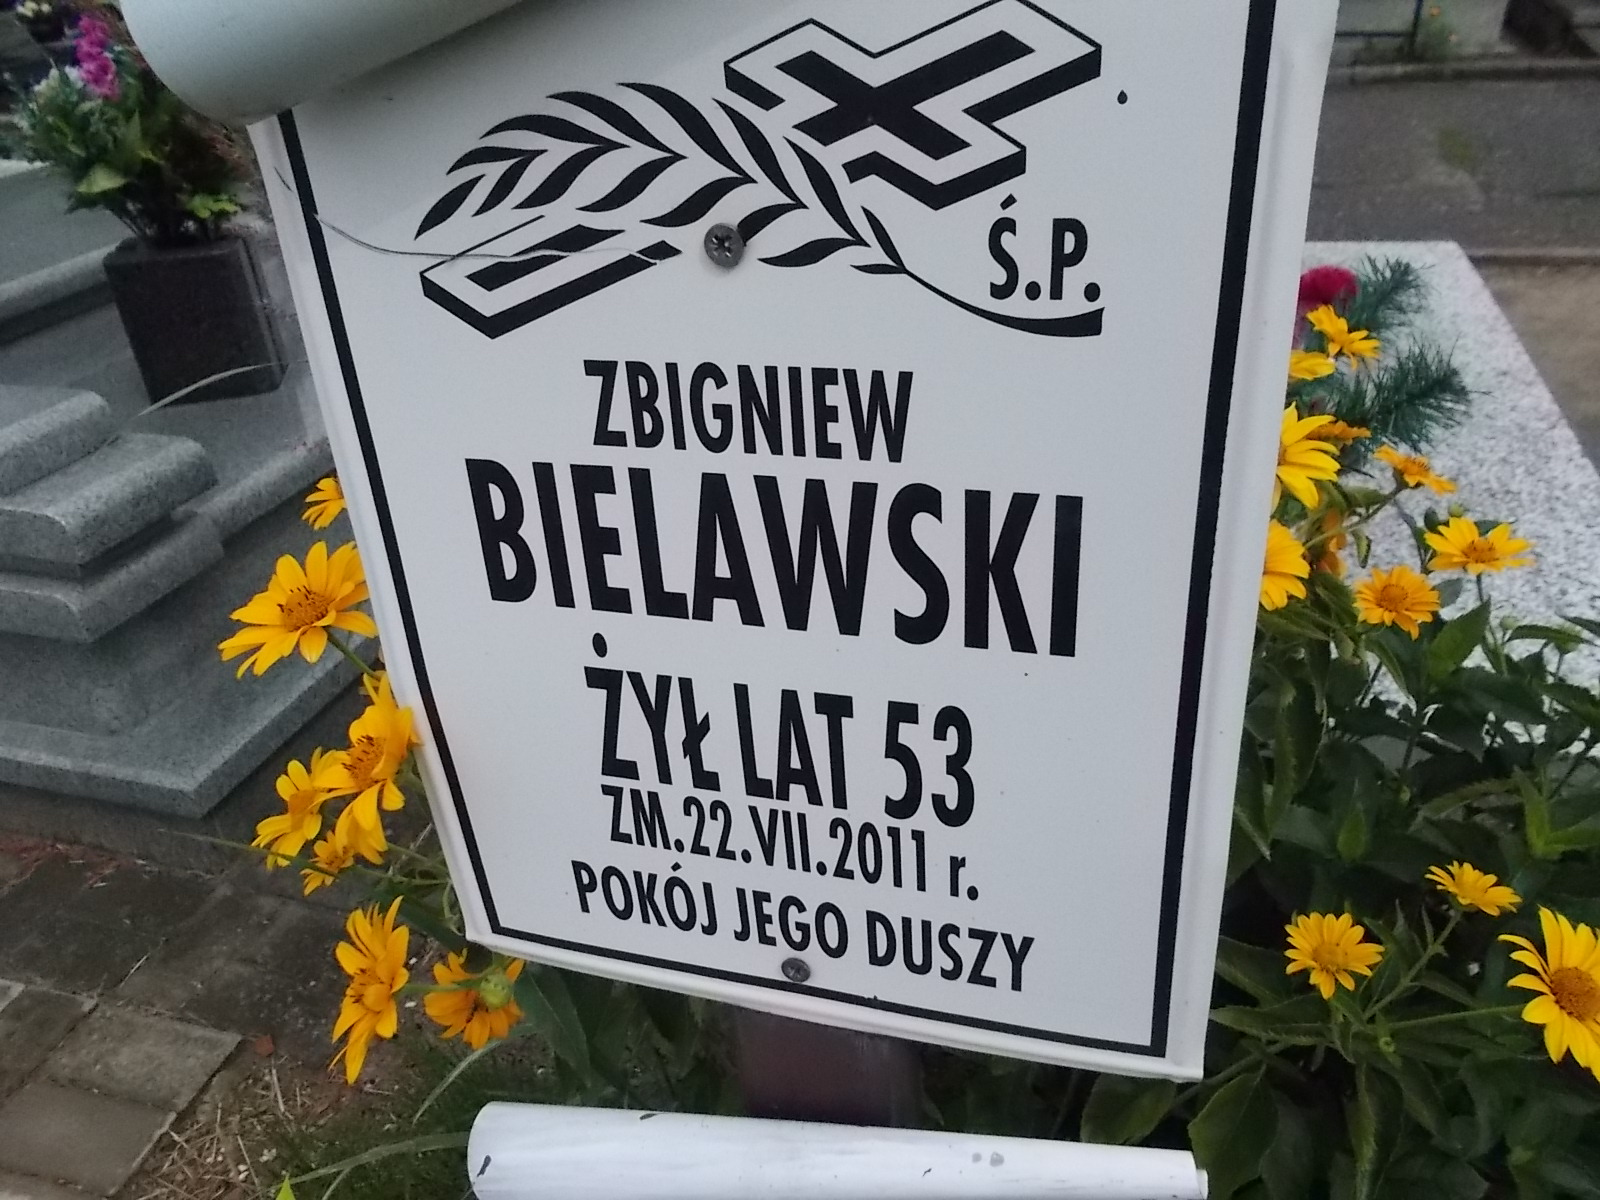 Ś.P.
ZBIGNIEW
BIELAWSKI
ŻYŁ LAT 53
ZM.22.VII.2011 r.
POKÓJ JEGO DUSZY